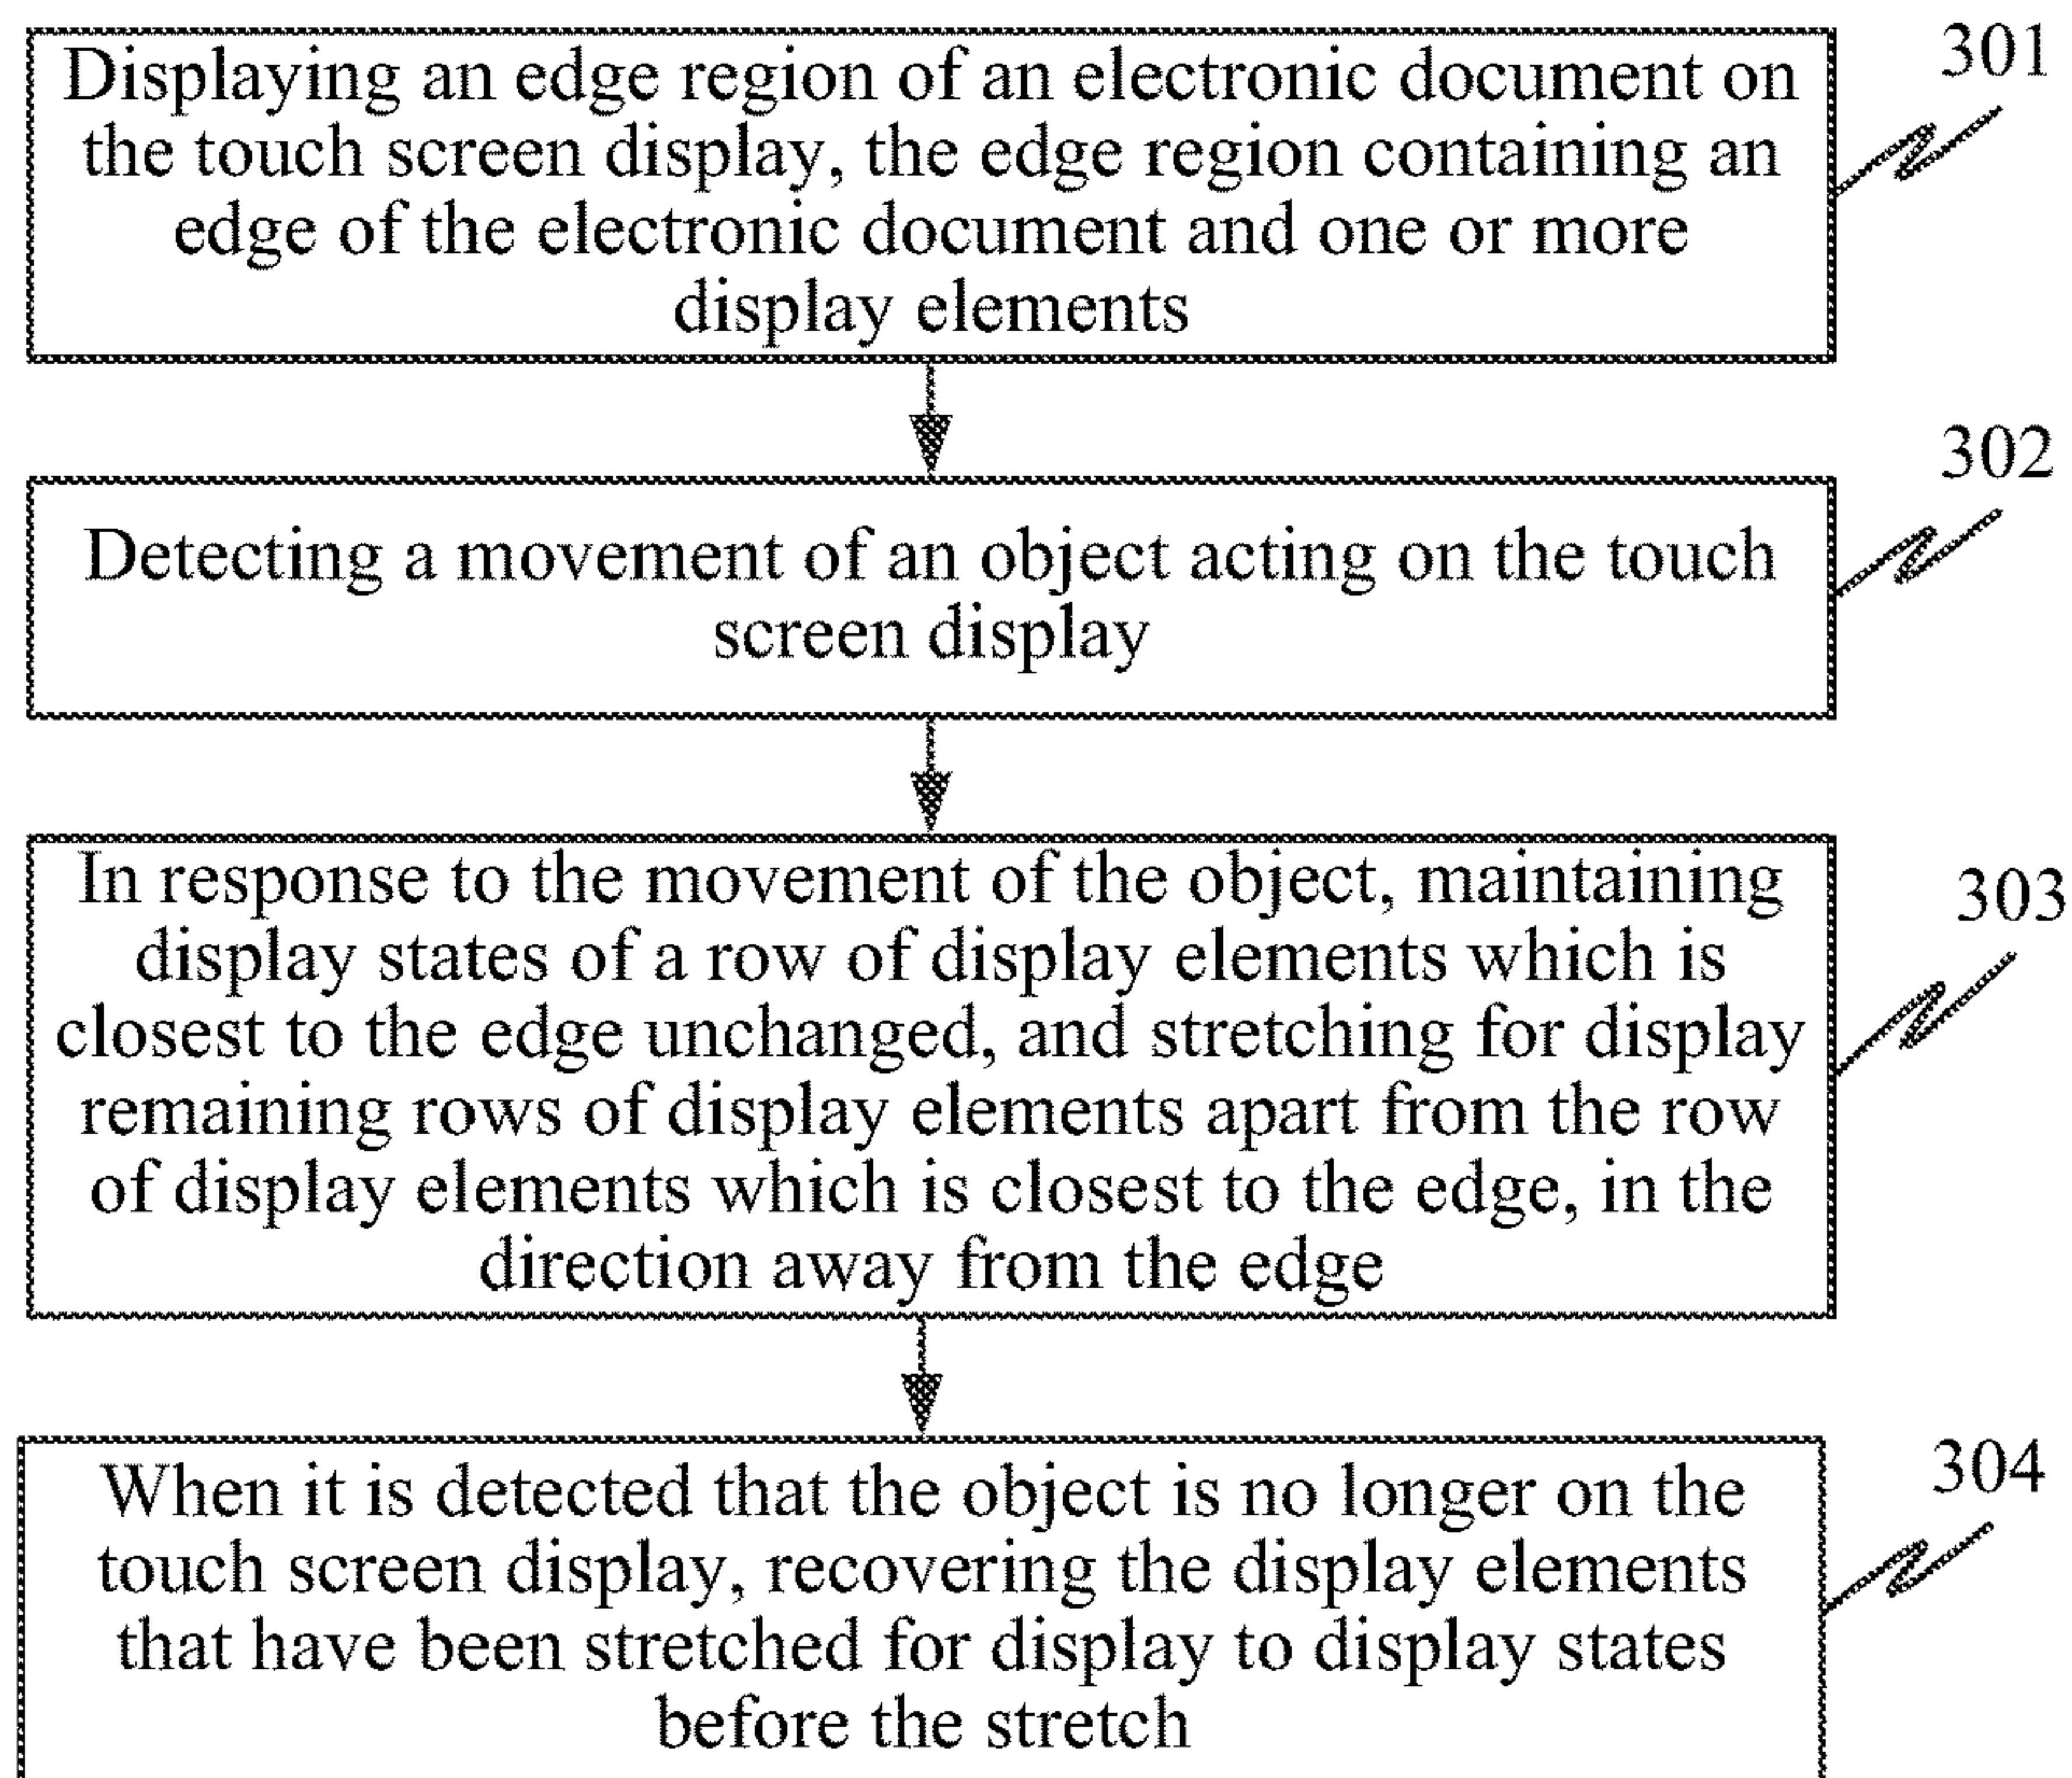 Displaying an edge region of an electronic document on
the touch screen display, the edge region containing an
edge of the electronic document and one or more
display elements
301
Detecting a movement of an object acting on the touch
screen display
302
In response to the movement of the object, maintaining
display states of a row of display elements which is
closest to the edge unchanged, and stretching for display
remaining rows of display elements apart from the row
of display elements which is closest to the edge, in the
direction away from the edge
303
When it is detected that the object is no longer on the
touch screen display, recovering the display elements
that have been stretched for display to display states
before the stretch
304